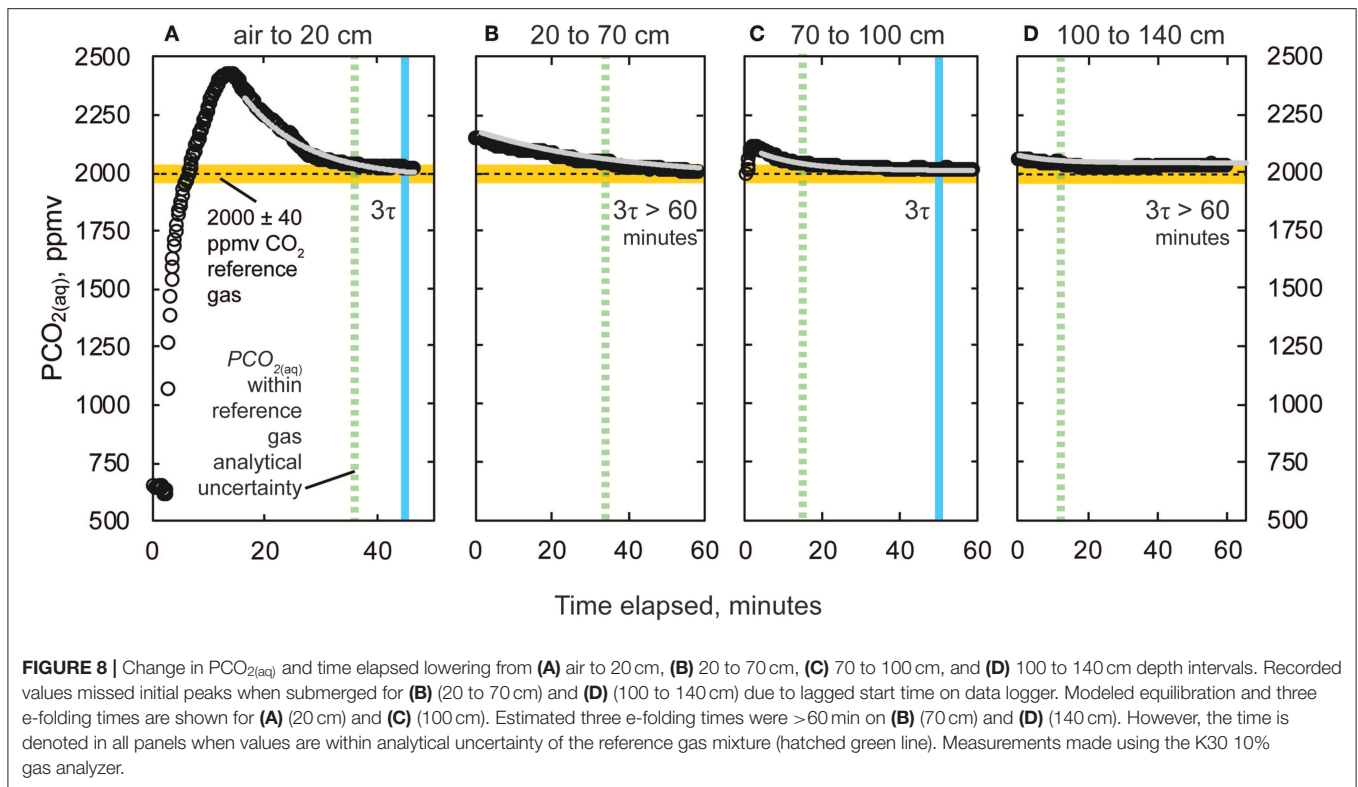 A air to 20 cm
B 20 to 70 cm
C 70 to 100 cm
D 100 to 140 cm
2500
2250
2000
1750
1500
1250
1000
750
500
PCO2(aq), ppmv
2000 ± 40
ppmv CO2
reference
gas
PCO2(aq)
within
reference
gas
analytical
uncertainty
3τ
3τ > 60
minutes
3τ
3τ > 60
minutes
2500
2250
2000
1750
1500
1250
1000
750
500
0 20 40
0 20 40 60
0 20 40 60
0 20 40 60
Time elapsed, minutes
FIGURE 8 | Change in PCO2(aq) and time elapsed lowering from (A) air to 20 cm, (B) 20 to 70 cm, (C) 70 to 100 cm, and (D) 100 to 140 cm depth intervals. Recorded
values missed initial peaks when submerged for (B) (20 to 70 cm) and (D) (100 to 140 cm) due to lagged start time on data logger. Modeled equilibration and three
e-folding times are shown for (A) (20 cm) and (C) (100 cm). Estimated three e-folding times were >60 min on (B) (70 cm) and (D) (140 cm). However, the time is
denoted in all panels when values are within analytical uncertainty of the reference gas mixture (hatched green line). Measurements made using the K30 10%
gas analyzer.